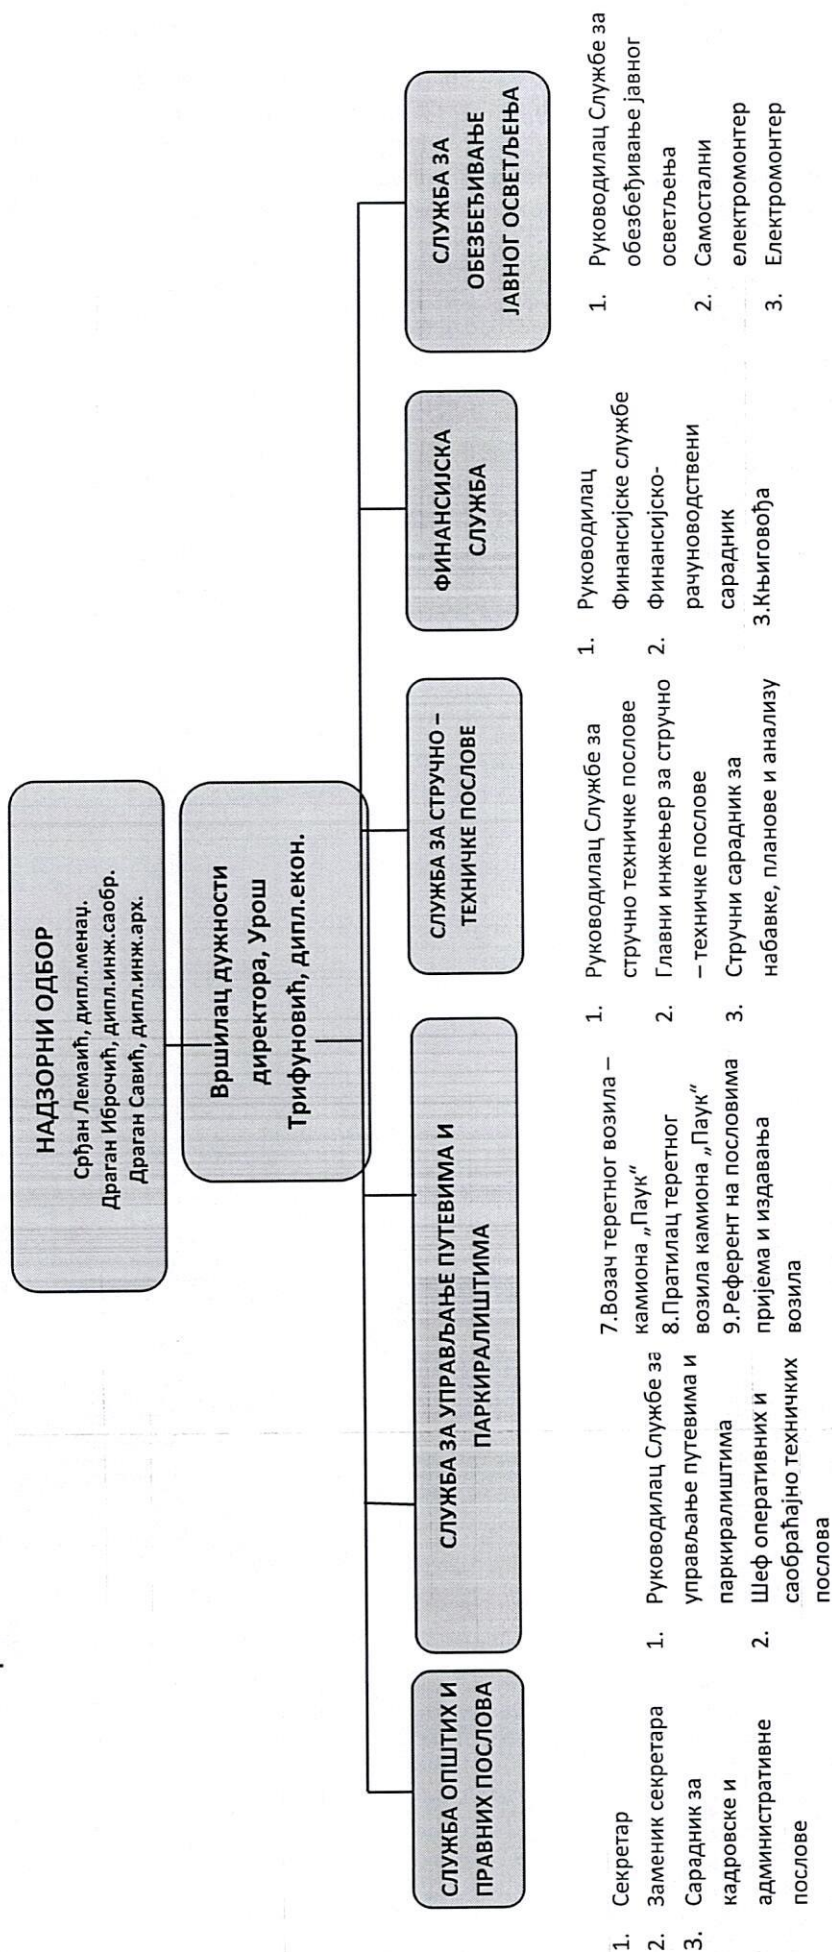 НАДЗОРНИ ОДБОР
Срђан Лемаић, дипл.менаџ.
Драган Иброчић, дипл.инж.саобр.
Драган Савић, дипл.инж.арх.
Вршилац дужности
директора, Урош
Трифуновић, дипл.екон.
СЛУЖБА ОПШТИХ И
ПРАВНИХ ПОСЛОВА
1. Секретар
2. Заменик секретара
3. Сарадник за
кадровске и
административне
послове
СЛУЖБА ЗА УПРАВЉАЊЕ ПУТЕВИМА И
ПАРКИРАЛИШТИМА
1. Руководилац Службе за
управљање путевима и
паркиралиштима
2. Шеф оперативних и
саобраћајно техничких
послова
7.Возач теретног возила –
камиона „Паук“
8.Пратилац теретног
возила камиона „Паук“
9.Референт на пословима
пријема и издавања
возила
СЛУЖБА ЗА СТРУЧНО –
ТЕХНИЧКЕ ПОСЛОВЕ
1. Руководилац Службе за
стручно техничке послове
2. Главни инжењер за стручно
– техничке послове
3. Стручни сарадник за
набавке, планове и анализу
ФИНАНСИЈСКА
СЛУЖБА
1. Руководилац
Финансијске службе
2. Финансијско-
рачуноводствени
сарадник
3.Књиговођа
СЛУЖБА ЗА
ОБЕЗБЕЂИВАЊЕ
ЈАВНОГ ОСВЕТЉЕЊА
1. Руководилац Службе за
обезбеђивање јавног
осветљења
2. Самостални
електромонтер
3. Електромонтер